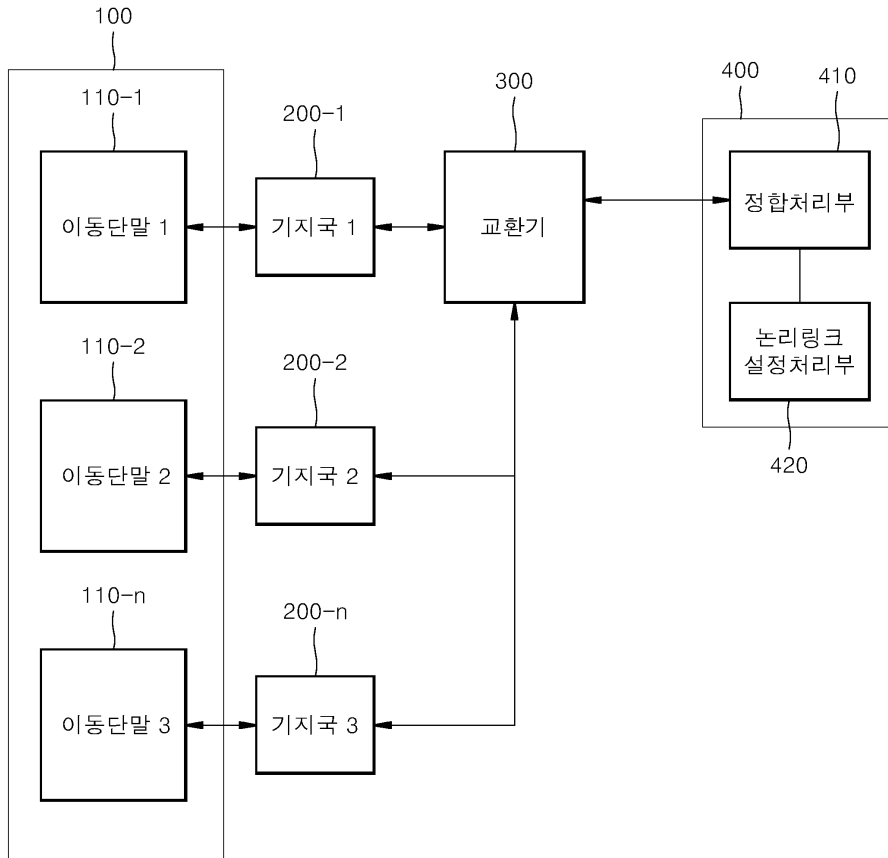 100
110-1
이동단말 1
200-1
기지국 1
300
교환기
400
410
정합처리부
논리링크
설정처리부
420
110-2
이동단말 2
200-2
기지국 2
110-n
이동단말 3
200-n
기지국 3